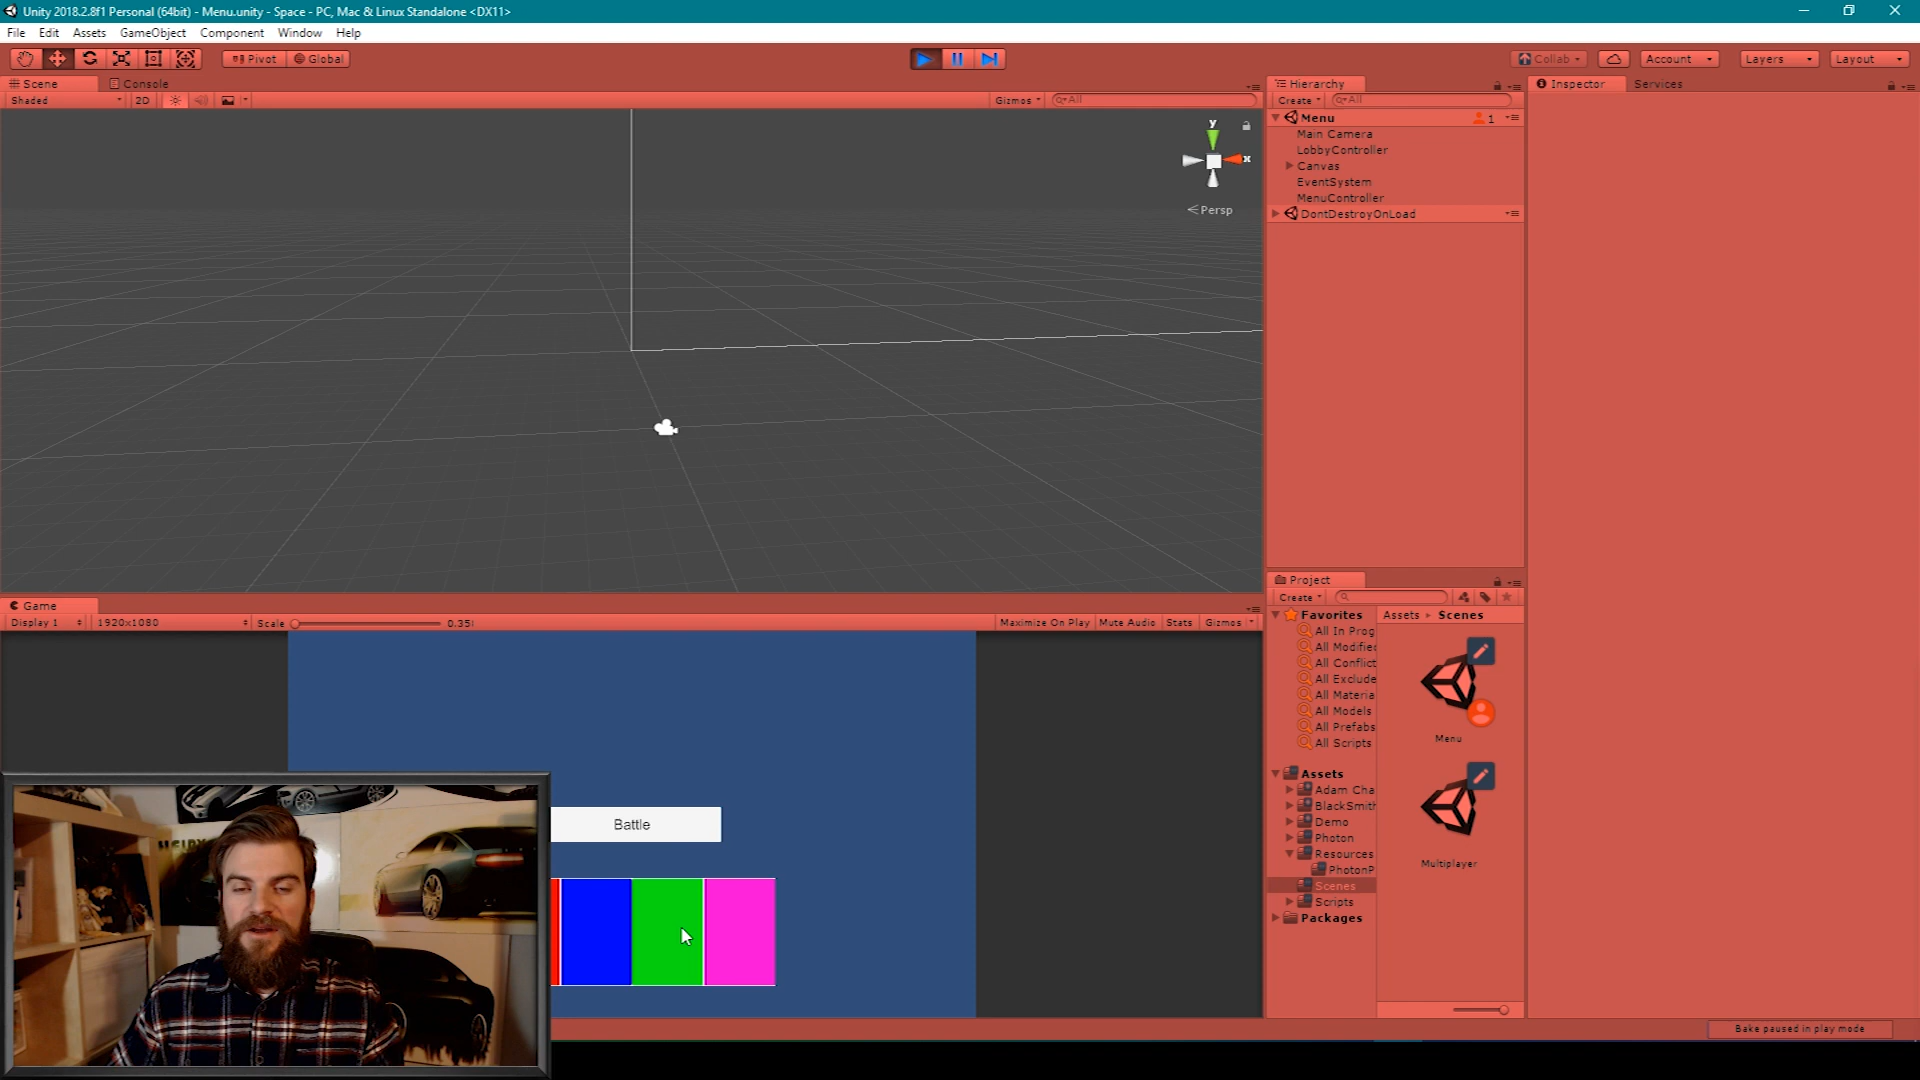 Unity 2018.2.8f1 Personal (64bit) - Menu.unity - Space - PC, Mac & Linux Standalone <DX11>
File Edit Assets GameObject Component Window Help
Pivot Global
Collab Account Layers Layout
Scene Console
Shaded 2D Gizmos All
y
x
Persp
Hierarchy
Create All
Menu 1
Main Camera
LobbyController
Canvas
EventSystem
MenuController
DontDestroyOnLoad
Inspector Services
Game
Display 1 1920x1080 Scale 0.35 Maximize On Play Mute Audio Stats Gizmos
Battle
Project
Create
Favorites
All In Prog
All Modifie
All Conflict
All Exclude
All Materia
All Models
All Prefabs
All Scripts
Assets
Adam Cha
BlackSmith
Demo
Photon
Resources
PhotonP
Scenes
Scripts
Packages
Assets Scenes
Menu
Multiplayer
Bake paused in play mode